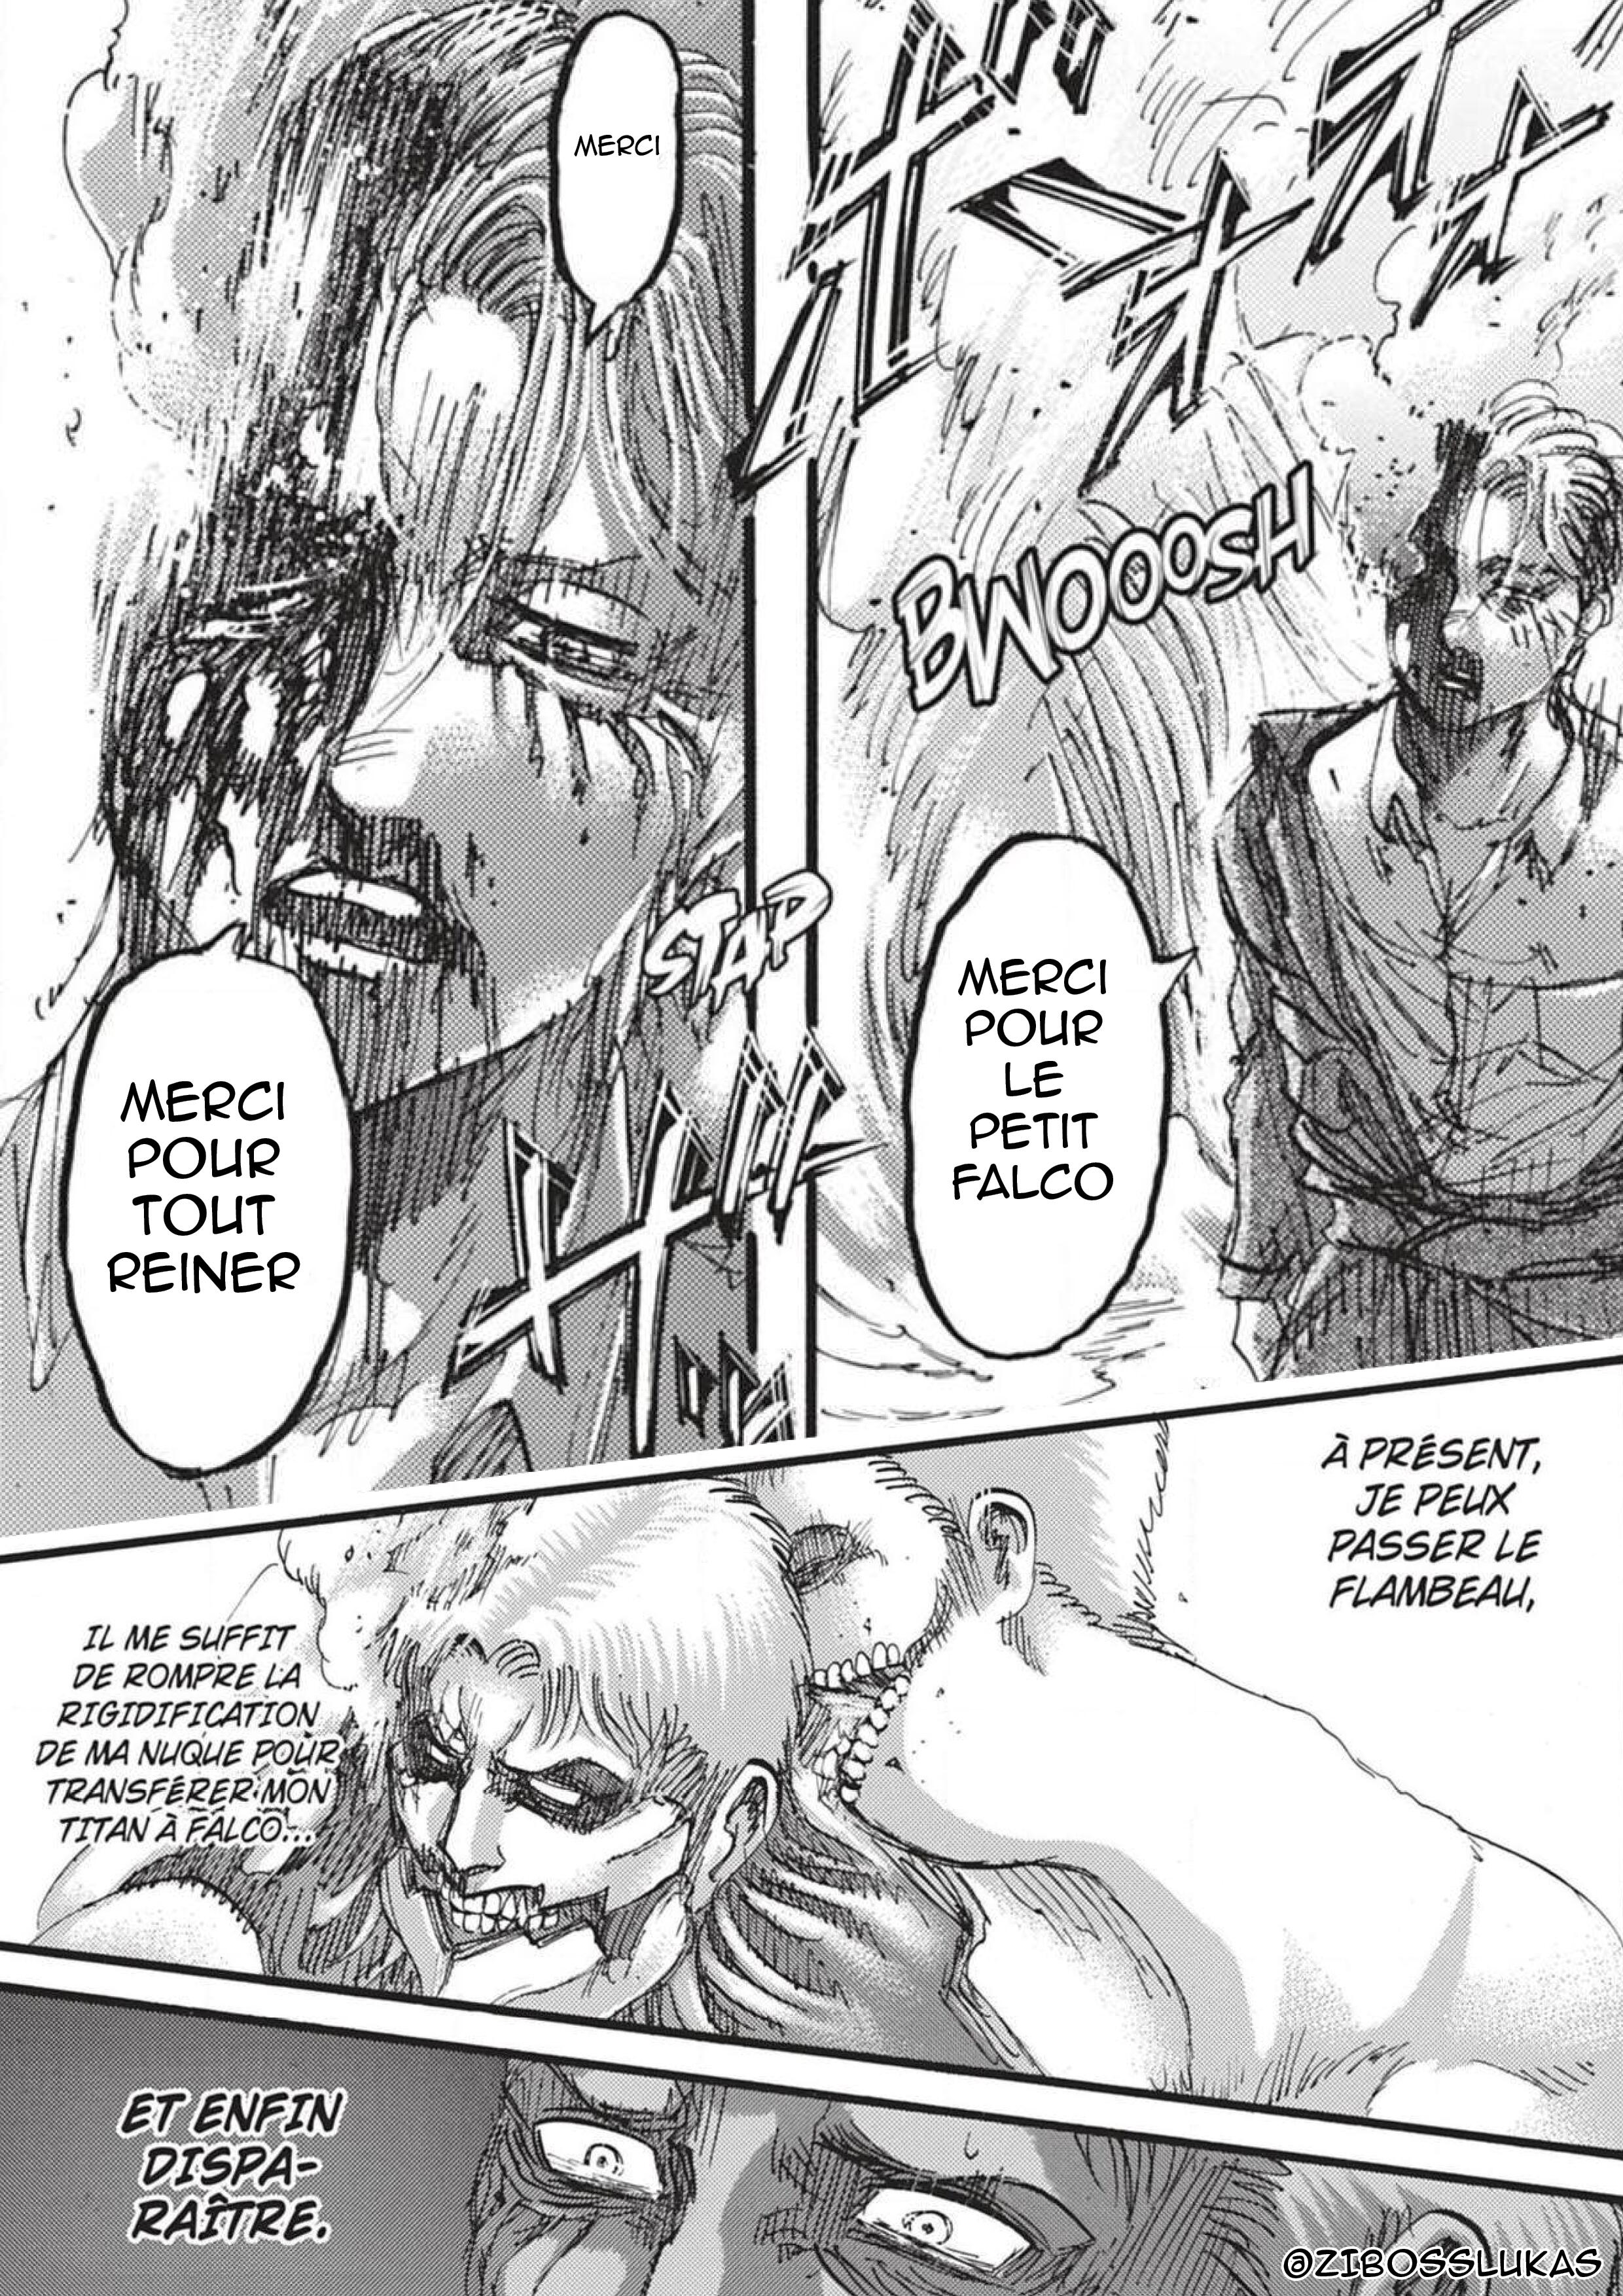 BWOOOSH
MERCI
POUR
LE
PETIT
FALCO
MERCI
STAP
MERCI
POUR
TOUT
REINER
À PRÉSENT,
JE PEUX
PASSER LE
FLAMBEAU,
IL ME SUFFIT
DE ROMPRE LA
RIGIDIFICATION
DE MA NUQUE POUR
TRANSFÉRER MON
TITAN À FALCO...
ET ENFIN
DISPA-
RAÎTRE.
@ZIBOSSLUKAS